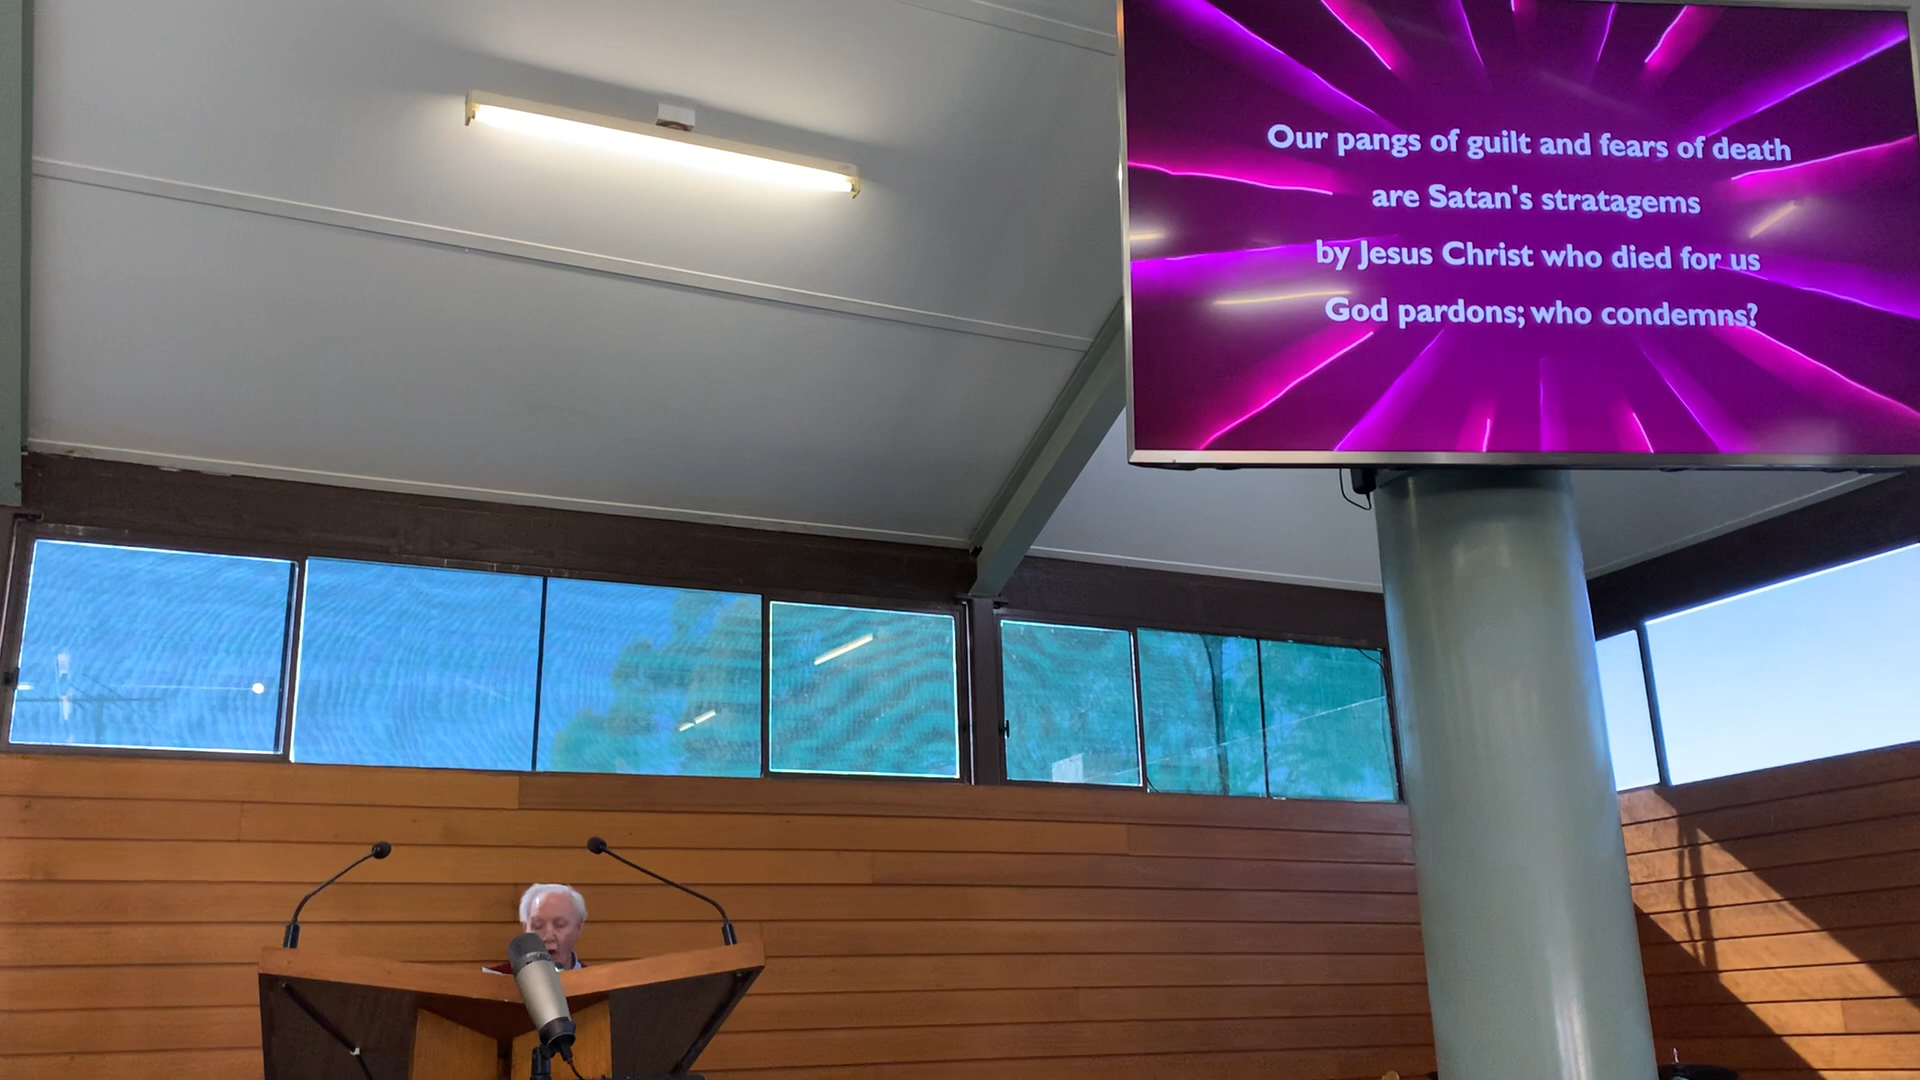 Our pangs of guilt and fears of death
are Satan's stratagems
by Jesus Christ who died for us
God pardons; who condemns?